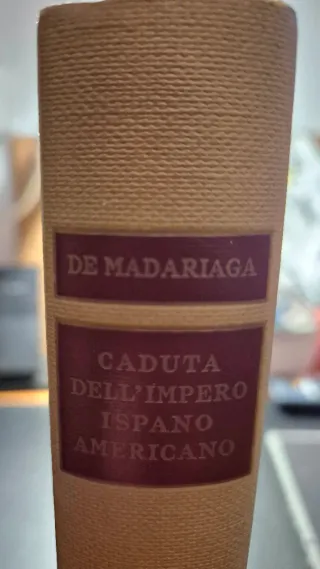 DE MADARIAGA
CADUTA
DELL'IMPERO
ISPANO
AMERICANO